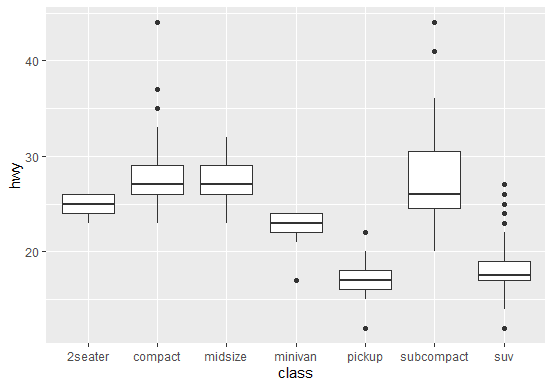 hwy
40
30
20
2seater compact midsize minivan pickup subcompact suv
class